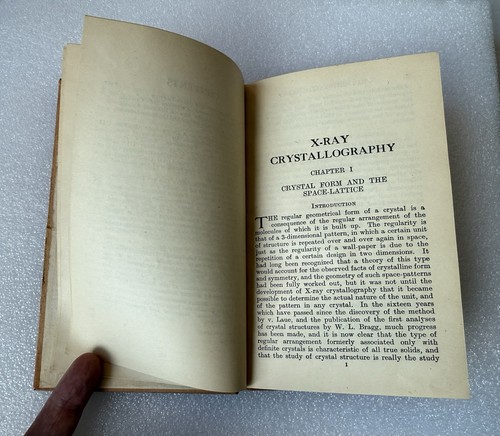 X-RAY
CRYSTALLOGRAPHY
CHAPTER I
CRYSTAL FORM AND THE
SPACE-LATTICE
INTRODUCTION
THE regular geometrical form of a crystal is a
consequence of the regular arrangement of the
molecules of which it is built up. The regularity is
that of a 3-dimensional pattern, in which a certain unit
of structure is repeated over and over again in space,
just as the regularity of a wall-paper is due to the
repetition of a certain design in two dimensions. It
had long been recognised that a theory of this type
would account for the observed facts of crystalline form
and symmetry, and the geometry of such space-patterns
had been fully worked out, but it was not until the
development of X-ray crystallography that it became
possible to determine the actual nature of the unit, and
of the pattern in any crystal. In the sixteen years
which have passed since the discovery of the method
by v. Laue, and the publication of the first analyses
of crystal structures by W. L. Bragg, much progress
has been made, and it is now clear that the type of
regular arrangement formerly associated only with
definite crystals is characteristic of all true solids, and
that the study of crystal structure is really the study
1